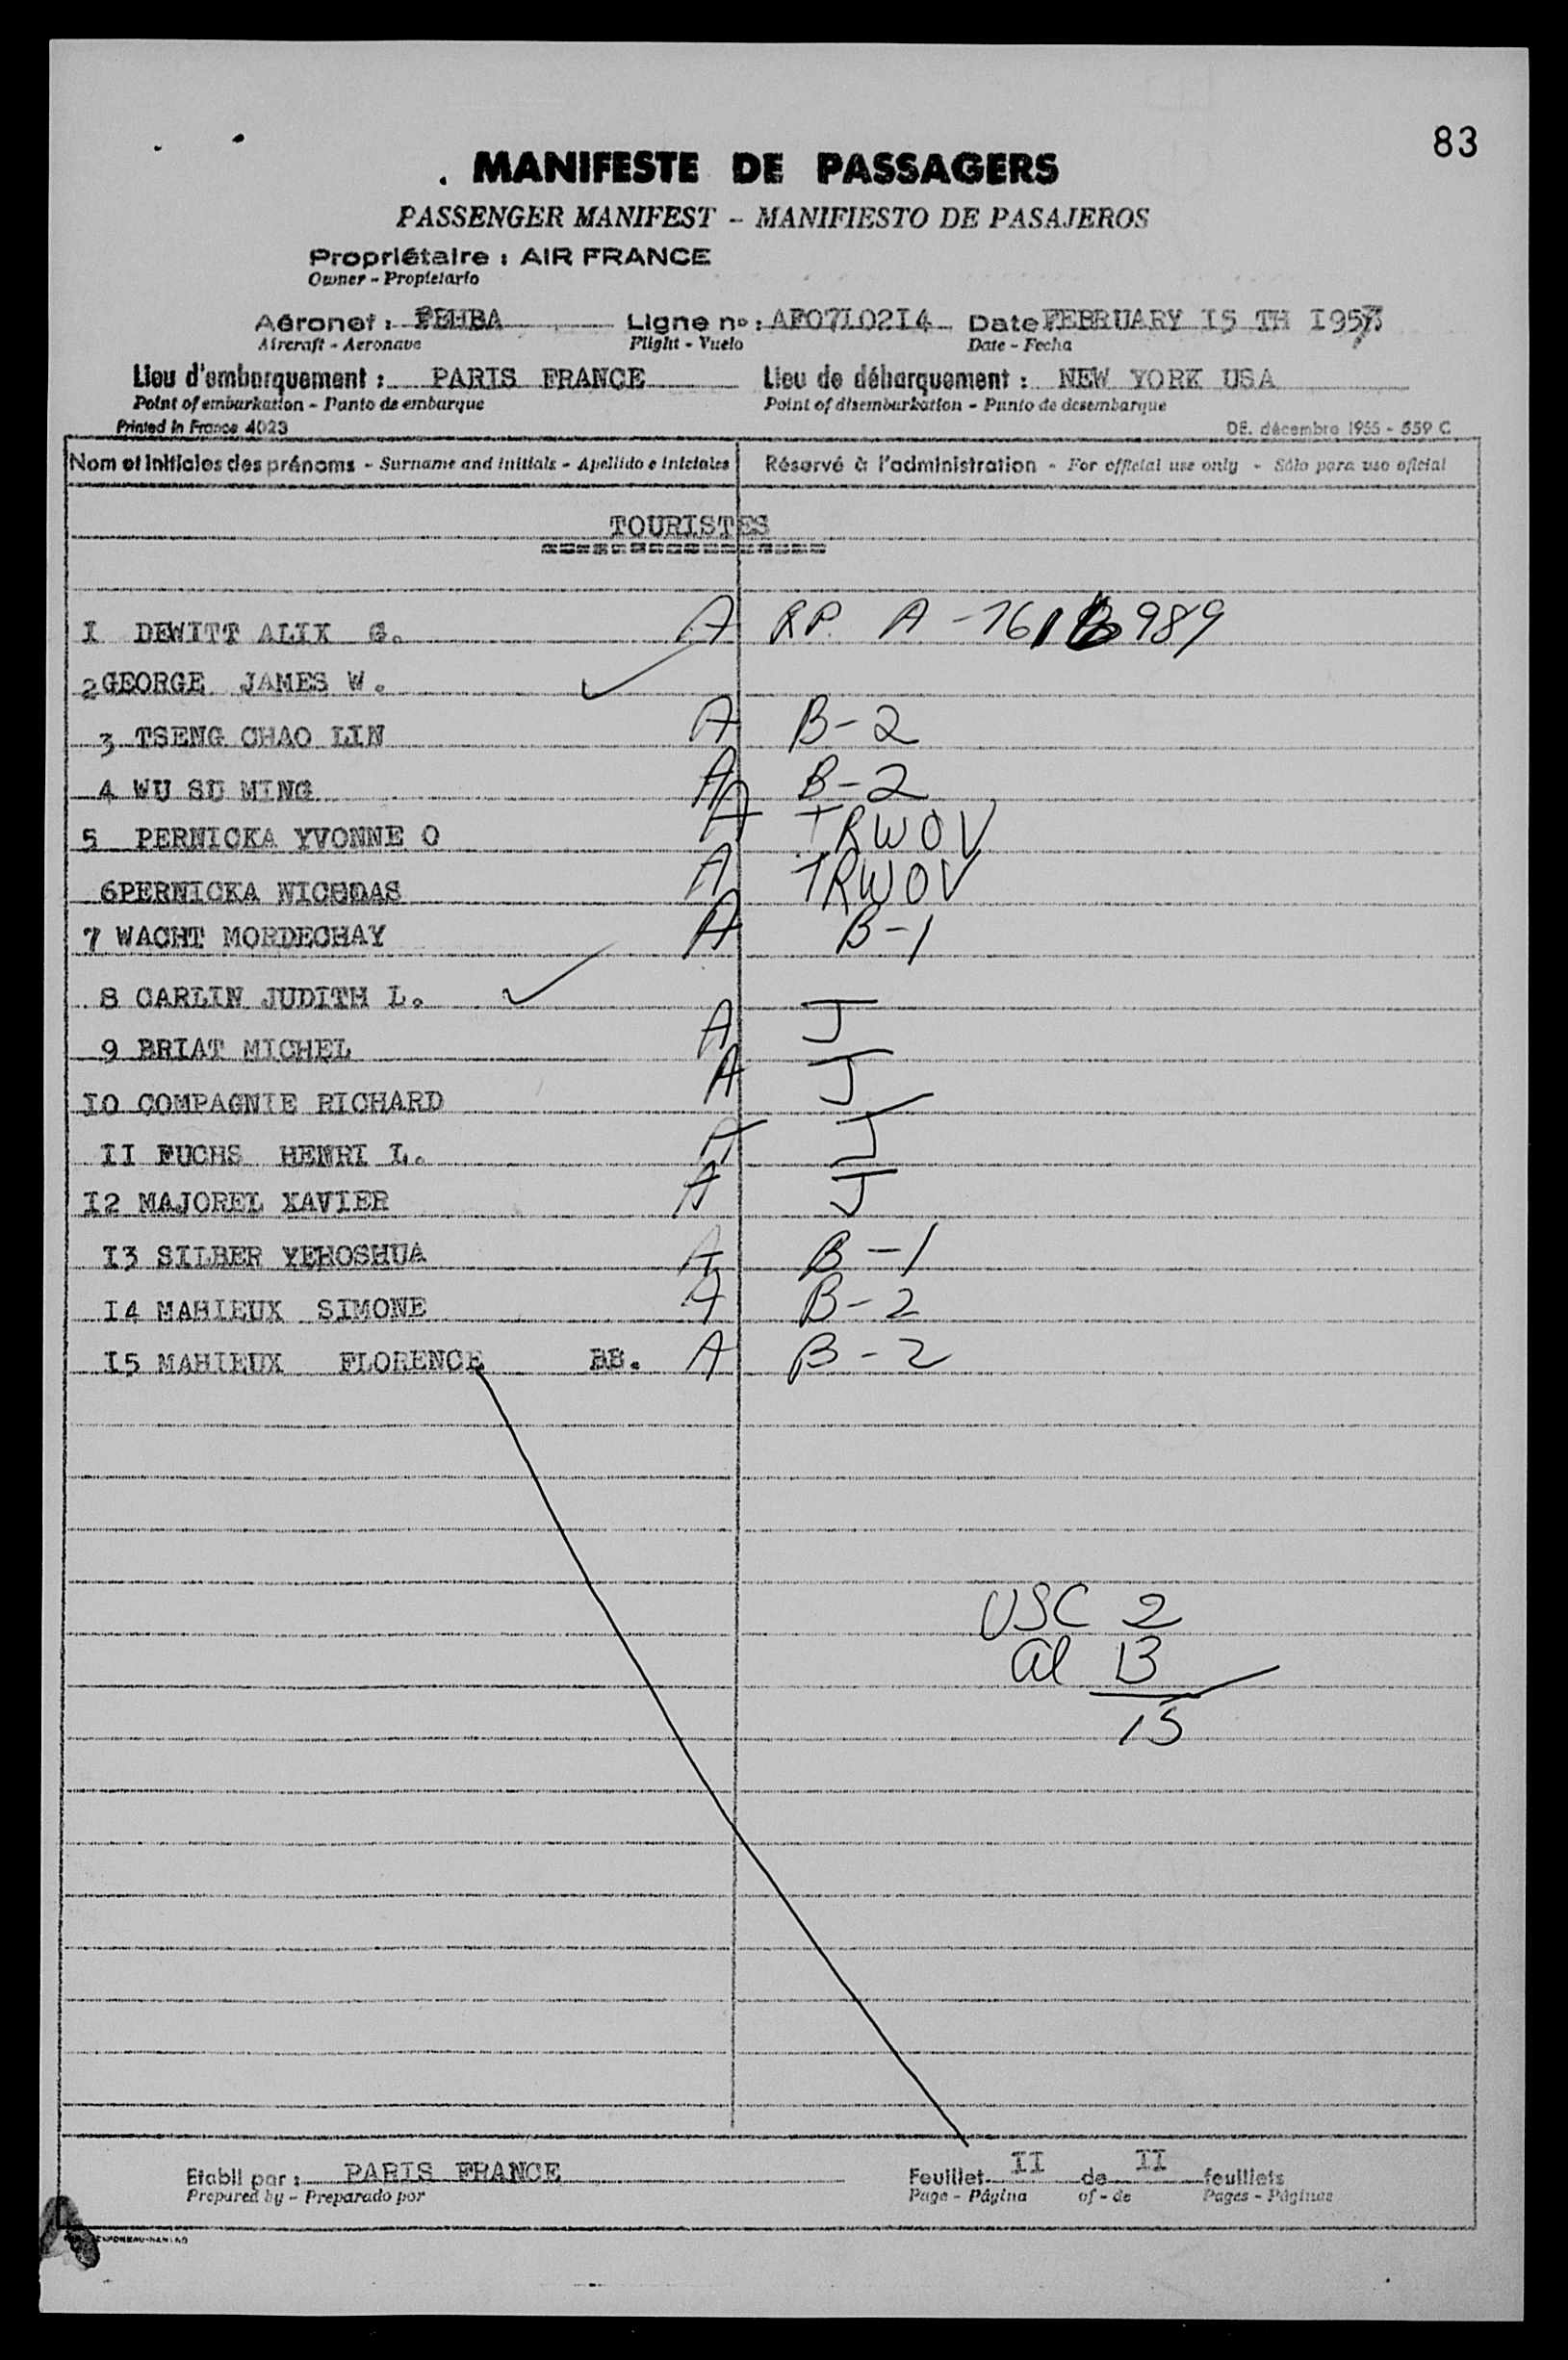 83
MANIFESTE DE PASSAGERS
PASSENGER MANIFEST - MANIFIESTO DE PASAJEROS
Propriétaire : AIR FRANCE
Owner - Propietario
Aéronef : FBHBA Ligne nº : AF07I02I4 Date FEBRUARY I5 TH I957
Aircraft - Aeronave Flight - Vuelo Date - Fecha
Lieu d'embarquement : PARIS FRANCE Lieu de débarquement : NEW YORK USA
Point of embarkation - Punto de embarque Point of disembarkation - Punto de desembarque
Printed in France 4023 DE. décembre 1955 - 559 C
Nom et initiales des prénoms - Surname and initials - Apellido e iniciales Réservé à l'administration - For official use only - Sólo para uso oficial
TOURISTES
I DEWITT ALIX G. A RP. A-76 989
2 GEORGE JAMES W. ✓
3 TSENG CHAO LIN A B-2
4 WU SU MING A B-2
5 PERNICKA YVONNE O A TRWOV
6 PERNICKA A TRWOV
7 WACHT MORDECHAY A B-1
8 CARLIN JUDITH L. ✓
9 BRIAT MICHEL A J
I0 COMPAGNIE RICHARD A J
II FUCHS HENRI L. A J
I2 MAJOREL XAVIER A J
I3 SILBER YEHOSHUA A B-1
I4 MAHIEUX SIMONE A B-2
I5 MAHIEUX FLORENCE BB. A B-2
USC 2
al 13
15
Etabli par : PARIS FRANCE Feuillet II de II feuillets
Prepared by - Preparado por Page - Página of - de Pages - Páginas